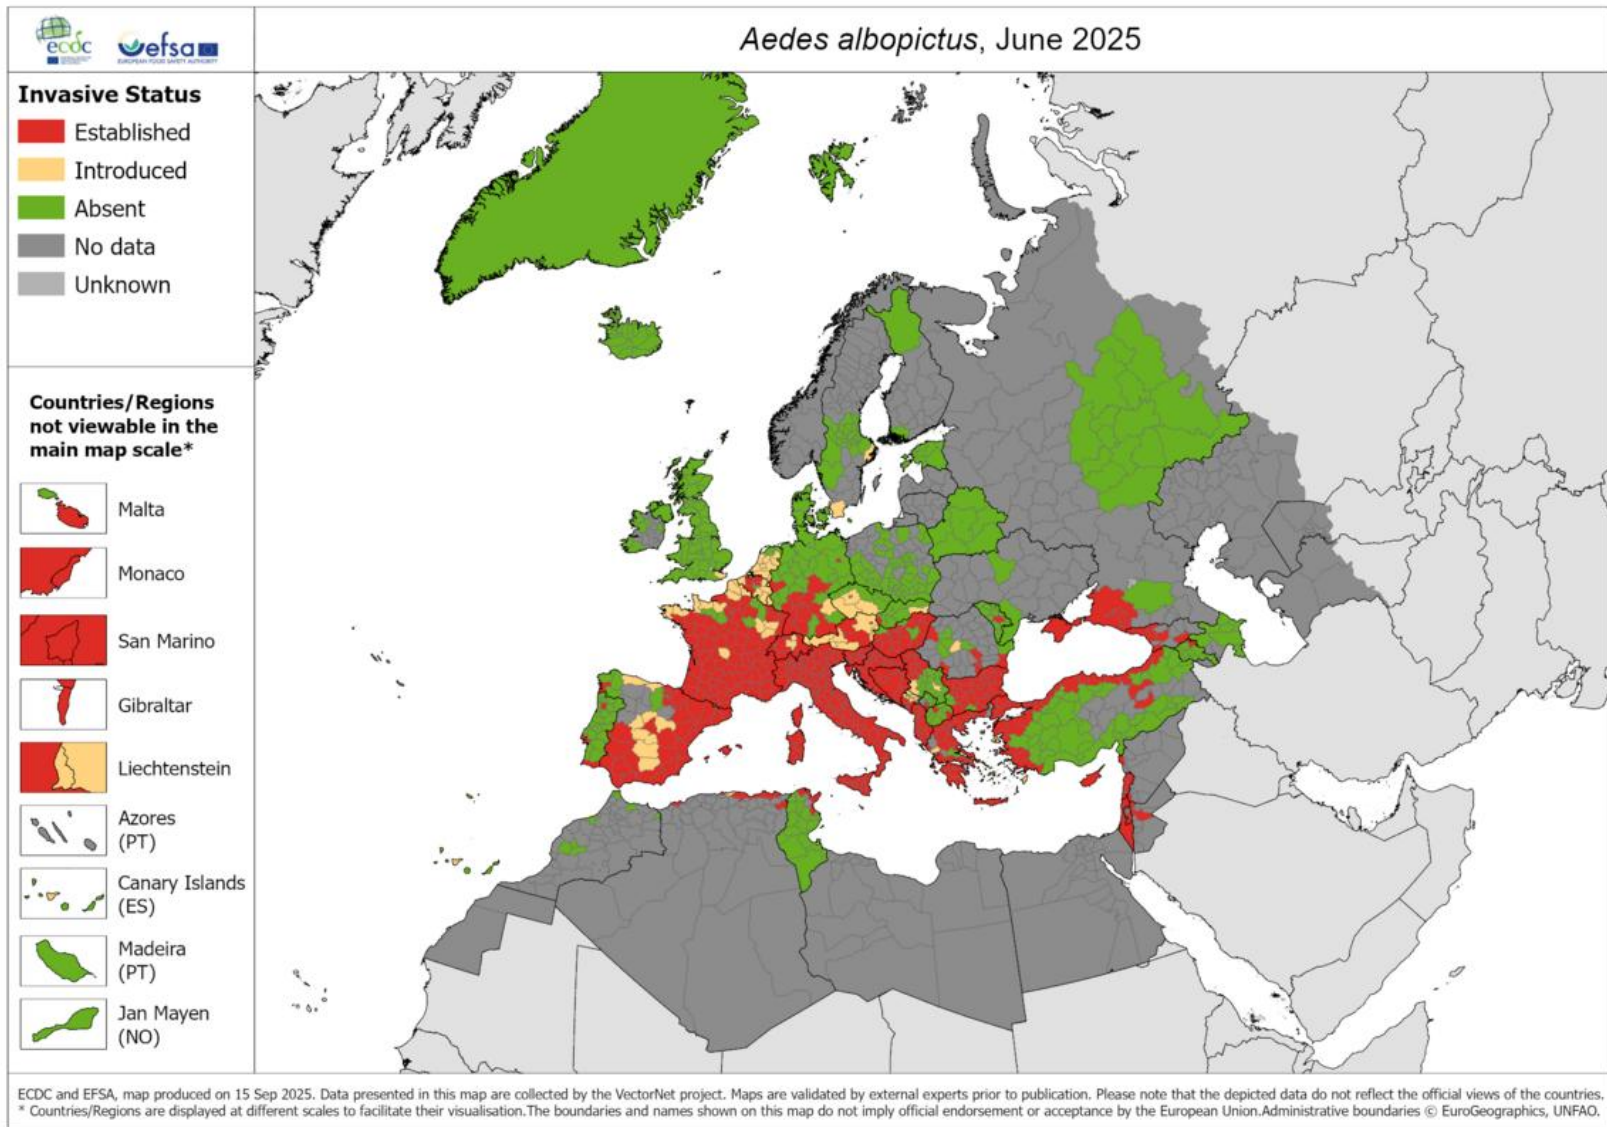 ecdc
efsa
EUROPEAN FOOD SAFETY AUTHORITY
Aedes albopictus, June 2025
Invasive Status
Established
Introduced
Absent
No data
Unknown
Countries/Regions
not viewable in the
main map scale*
Malta
Monaco
San Marino
Gibraltar
Liechtenstein
Azores
(PT)
Canary Islands
(ES)
Madeira
(PT)
Jan Mayen
(NO)
ECDC and EFSA, map produced on 15 Sep 2025. Data presented in this map are collected by the VectorNet project. Maps are validated by external experts prior to publication. Please note that the depicted data do not reflect the official views of the countries.
* Countries/Regions are displayed at different scales to facilitate their visualisation.The boundaries and names shown on this map do not imply official endorsement or acceptance by the European Union.Administrative boundaries © EuroGeographics, UNFAO.